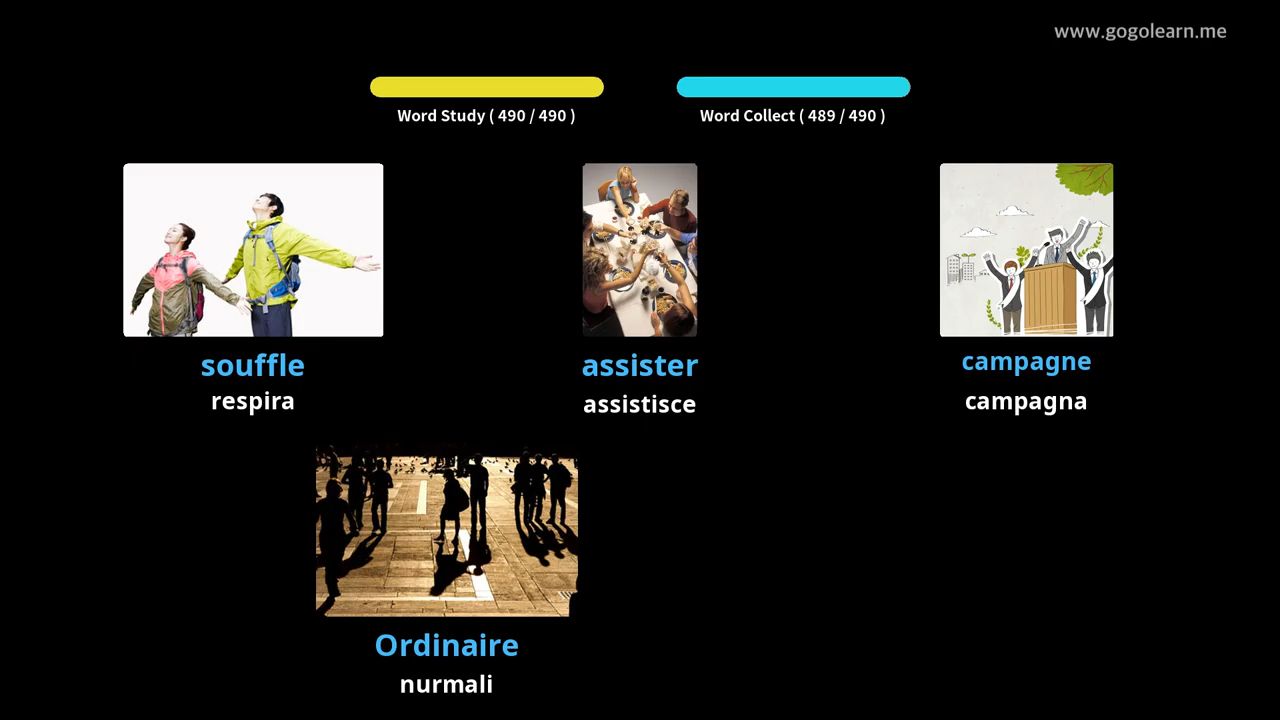 www.gogolearn.me
Word Study ( 490 / 490 )
Word Collect ( 489 / 490 )
souffle
respira
assister
assistisce
campagne
campagna
Ordinaire
nurmali